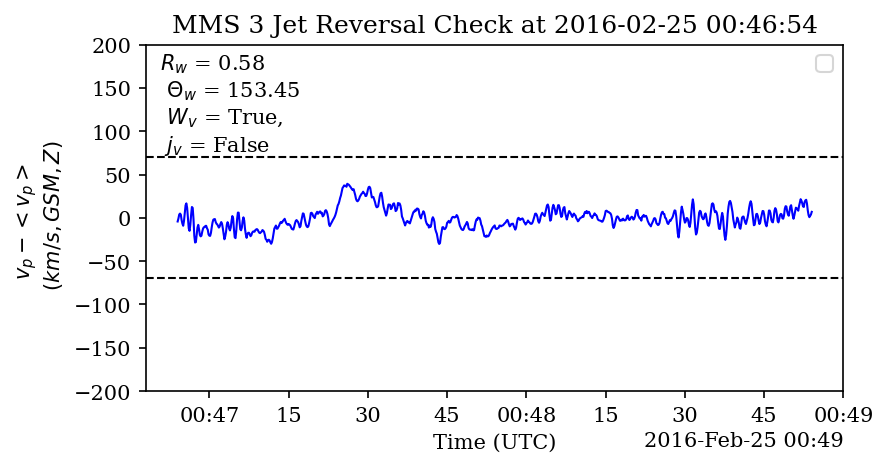 MMS 3 Jet Reversal Check at 2016-02-25 00:46:54
200
150
100
50
0
−50
−100
−150
−200
v_p − < v_p >
(km/s, GSM, Z)
R_w = 0.58
Θ_w = 153.45
W_v = True,
j_v = False
00:47 15 30 45 00:48 15 30 45 00:49
Time (UTC)
2016-Feb-25 00:49